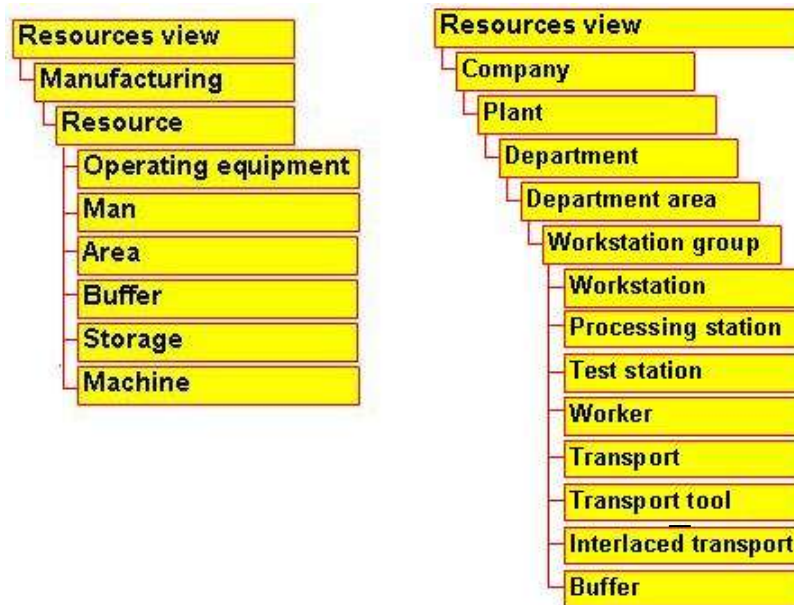 Resources view
Manufacturing
Resource
Operating equipment
Man
Area
Buffer
Storage
Machine
Resources view
Company
Plant
Department
Department area
Workstation group
Workstation
Processing station
Test station
Worker
Transport
Transport tool
Interlaced transport
Buffer